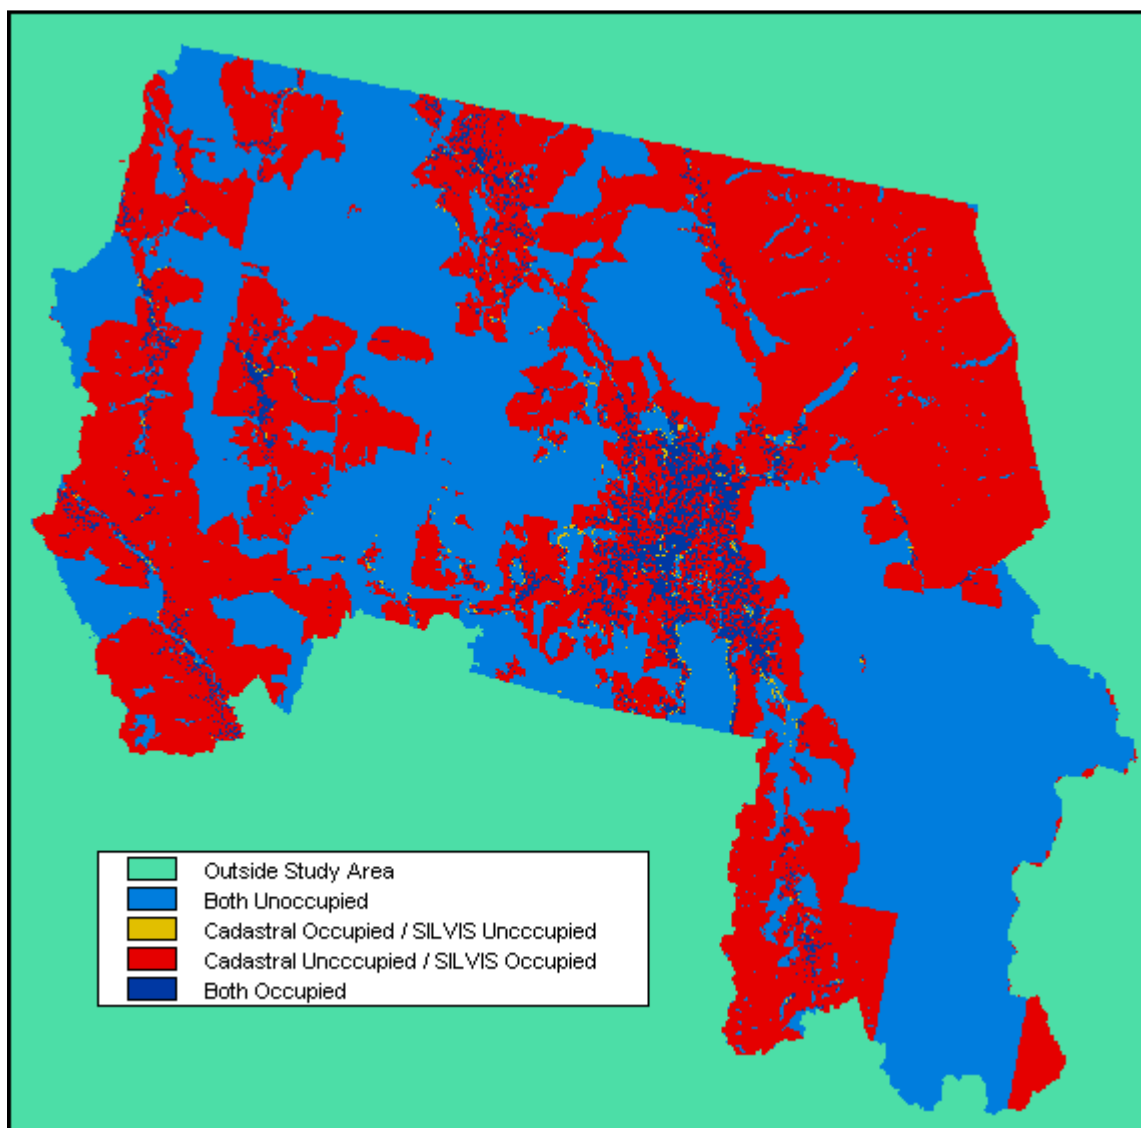 Outside Study Area
Both Unoccupied
Cadastral Occupied / SILVIS Uncccupied
Cadastral Uncccupied / SILVIS Occupied
Both Occupied